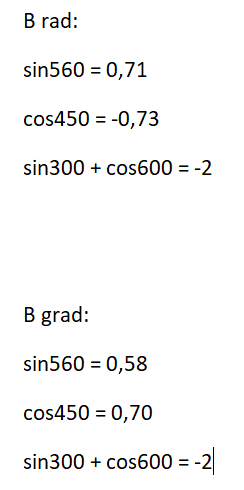 В rad:
sin560 = 0,71
cos450 = -0,73
sin300 + cos600 = -2
В grad:
sin560 = 0,58
cos450 = 0,70
sin300 + cos600 = -2